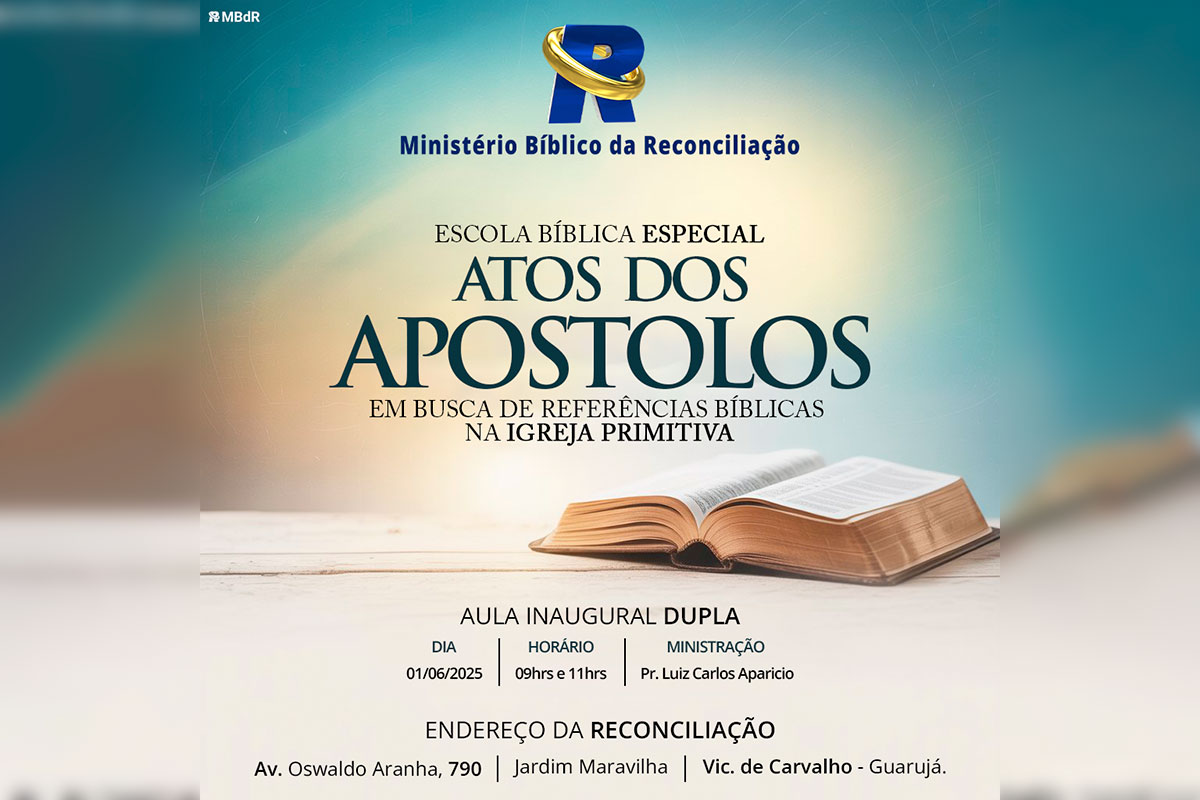 MBdR
R
Ministério Bíblico da Reconciliação
ESCOLA BÍBLICA ESPECIAL
ATOS DOS
APOSTOLOS
EM BUSCA DE REFERÊNCIAS BÍBLICAS
NA IGREJA PRIMITIVA
AULA INAUGURAL DUPLA
DIA
01/06/2025
HORÁRIO
09hrs e 11hrs
MINISTRAÇÃO
Pr. Luiz Carlos Aparicio
ENDEREÇO DA RECONCILIAÇÃO
Av. Oswaldo Aranha, 790 | Jardim Maravilha | Vic. de Carvalho - Guarujá.